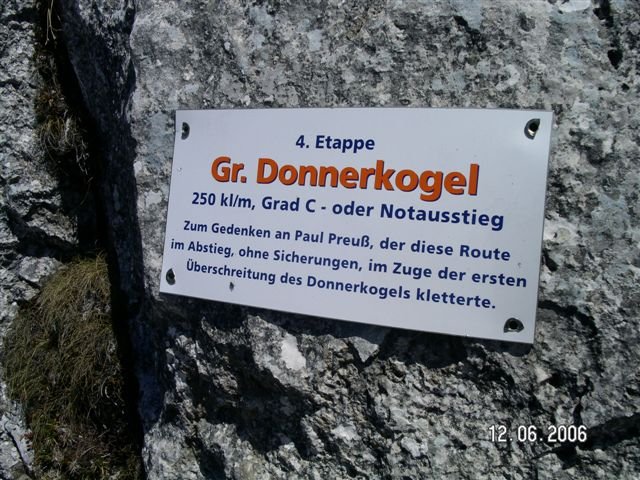 4. Etappe
Gr. Donnerkogel
250 kl/m, Grad C - oder Notausstieg
Zum Gedenken an Paul Preuß, der diese Route
im Abstieg, ohne Sicherungen, im Zuge der ersten
Überschreitung des Donnerkogels kletterte.
12.06.2006